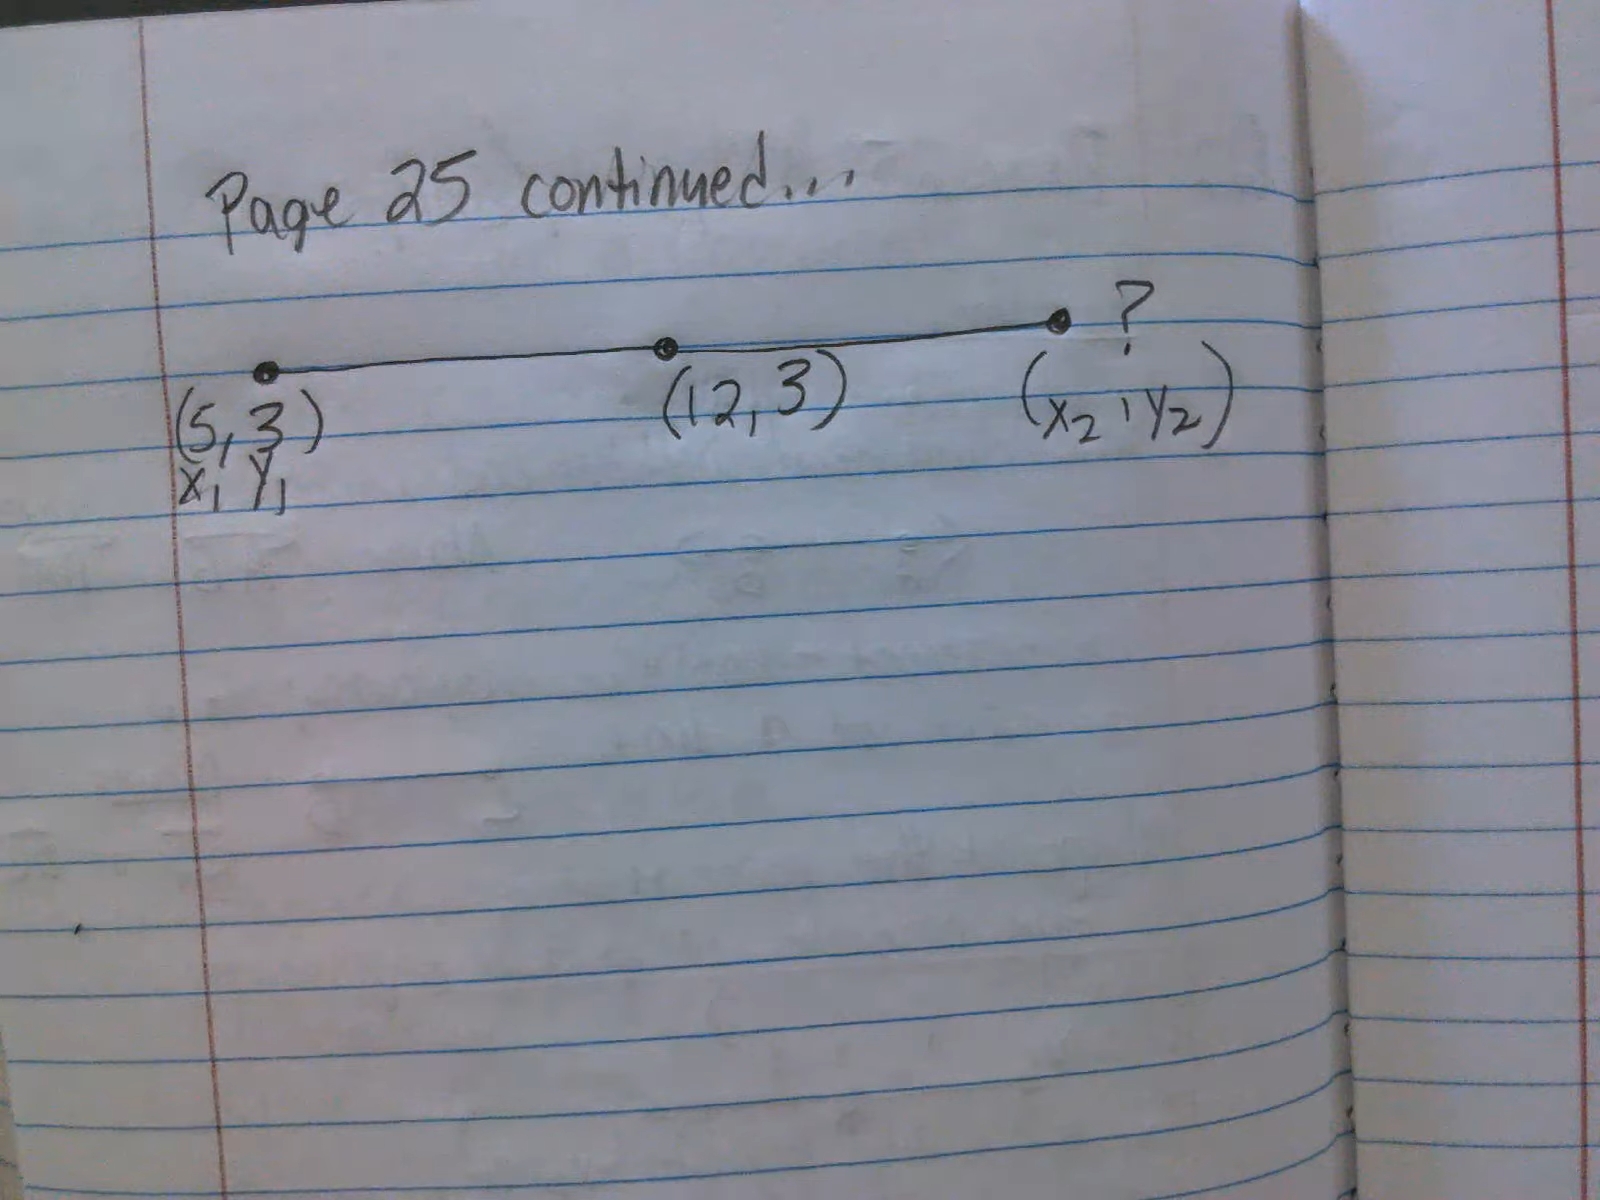 Page 25 continued...
?
(5, 3) (12, 3) (x₂, y₂)
x₁ y₁